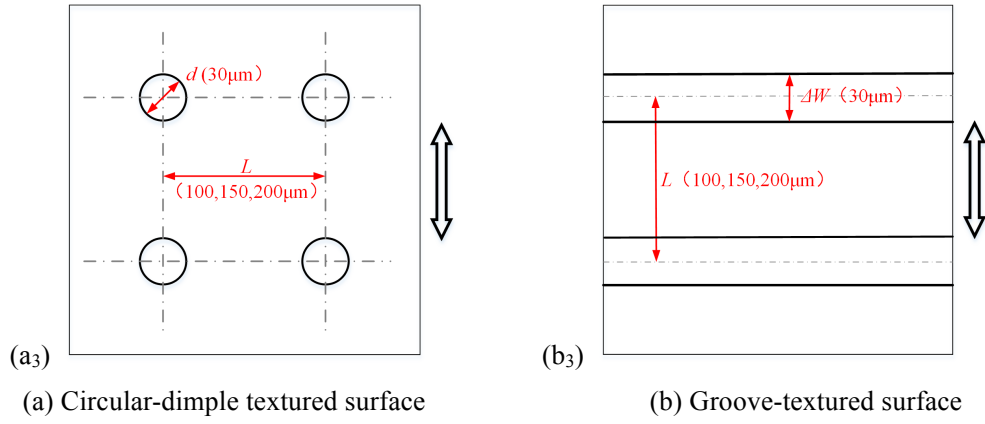 d (30μm）
L
（100,150,200μm）
(a₃)
(a) Circular-dimple textured surface
ΔW（30μm）
L（100,150,200μm）
(b₃)
(b) Groove-textured surface